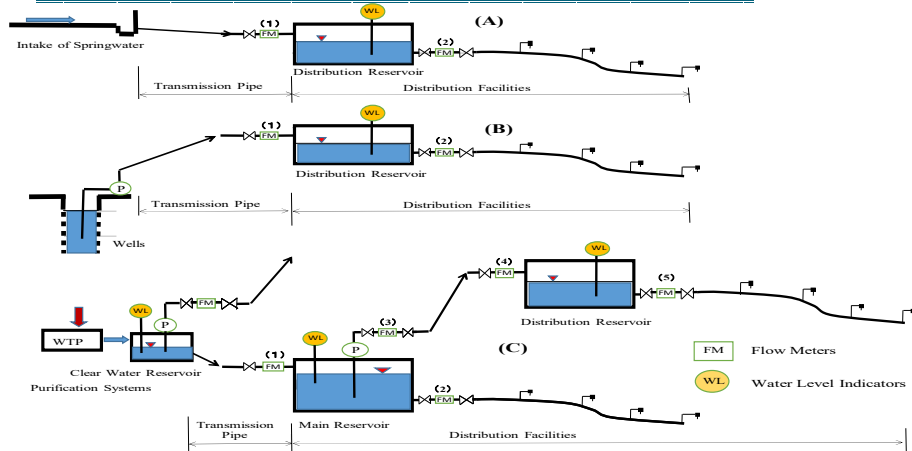 (1)
FM
WL
(A)
(2)
FM
Intake of Springwater
Distribution Reservoir
Transmission Pipe
Distribution Facilities
(1)
FM
WL
(B)
(2)
FM
P
Distribution Reservoir
Transmission Pipe
Distribution Facilities
Wells
WL
(4)
FM
(5)
FM
FM
WL
P
(3)
FM
Distribution Reservoir
WTP
(1)
FM
WL
P
(C)
FM
Flow Meters
Clear Water Reservoir
Purification Systems
(2)
FM
WL
Water Level Indicators
Transmission
Pipe
Main Reservoir
Distribution Facilities